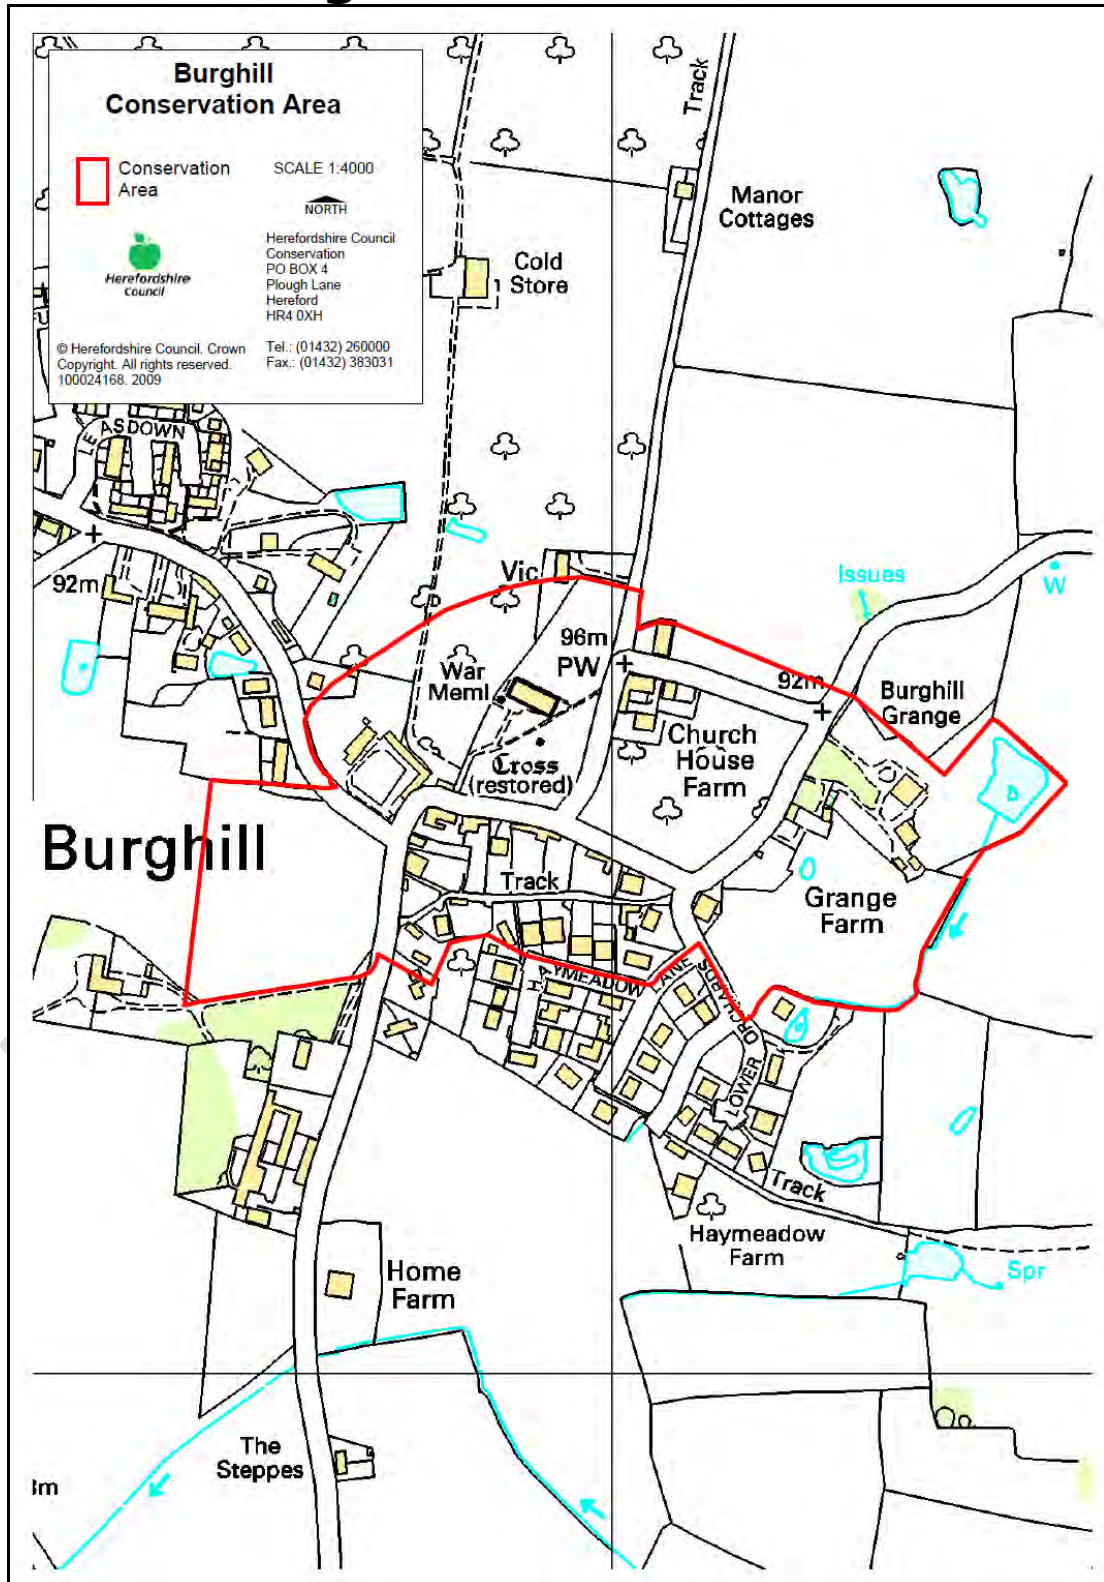 Burghill
Conservation Area
Conservation
Area
SCALE 1:4000
NORTH
Herefordshire
Council
Herefordshire Council
Conservation
PO BOX 4
Plough Lane
Hereford
HR4 0XH
© Herefordshire Council. Crown
Copyright. All rights reserved.
100024168. 2009
Tel.: (01432) 260000
Fax.: (01432) 383031
Track
Manor
Cottages
Cold
Store
LEASDOWN
92m
Vic
Issues
W
96m
PW
War
Meml
92m
Burghill
Grange
Church
House
Farm
Cross
(restored)
Burghill
Track
Grange
Farm
HAYMEADOW LANE
LOWER ORCHARDS
Track
Haymeadow
Farm
Spr
Home
Farm
The
Steppes